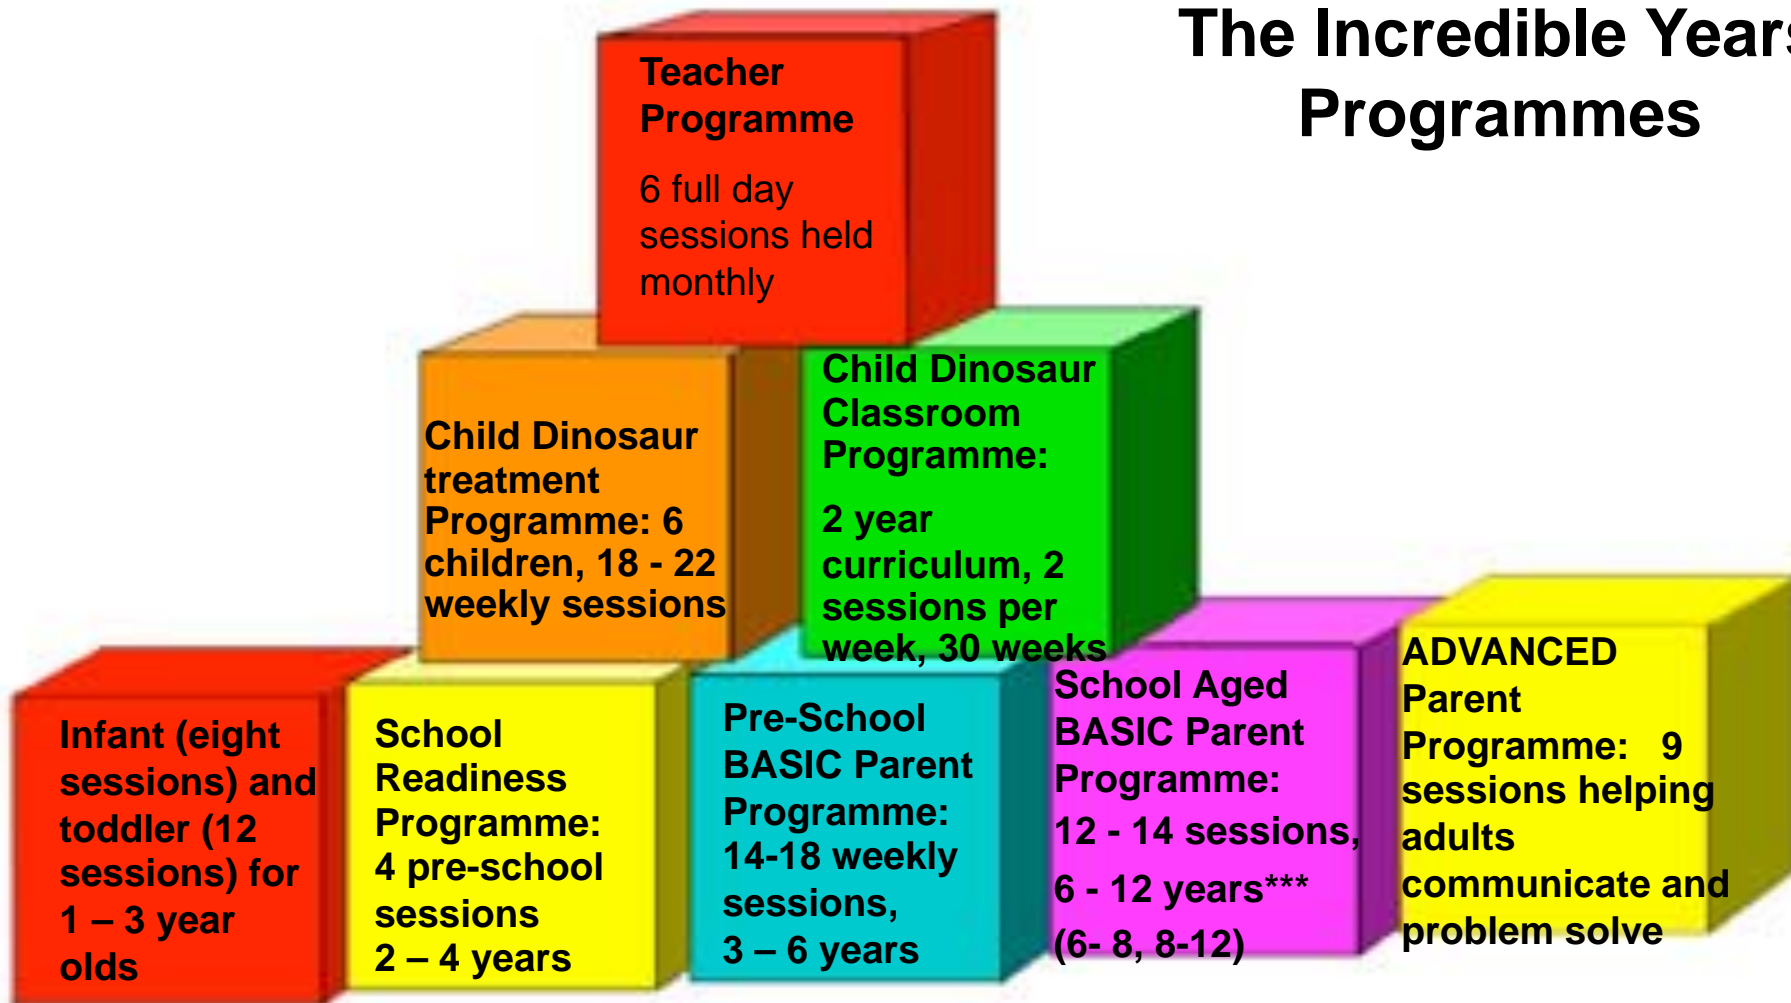 The Incredible Years
Programmes
Teacher
Programme
6 full day
sessions held
monthly
Child Dinosaur
treatment
Programme: 6
children, 18 - 22
weekly sessions
Child Dinosaur
Classroom
Programme:
2 year
curriculum, 2
sessions per
week, 30 weeks
Infant (eight
sessions) and
toddler (12
sessions) for
1 – 3 year
olds
School
Readiness
Programme:
4 pre-school
sessions
2 – 4 years
Pre-School
BASIC Parent
Programme:
14-18 weekly
sessions,
3 – 6 years
School Aged
BASIC Parent
Programme:
12 - 14 sessions,
6 - 12 years***
(6- 8, 8-12)
ADVANCED
Parent
Programme: 9
sessions helping
adults
communicate and
problem solve